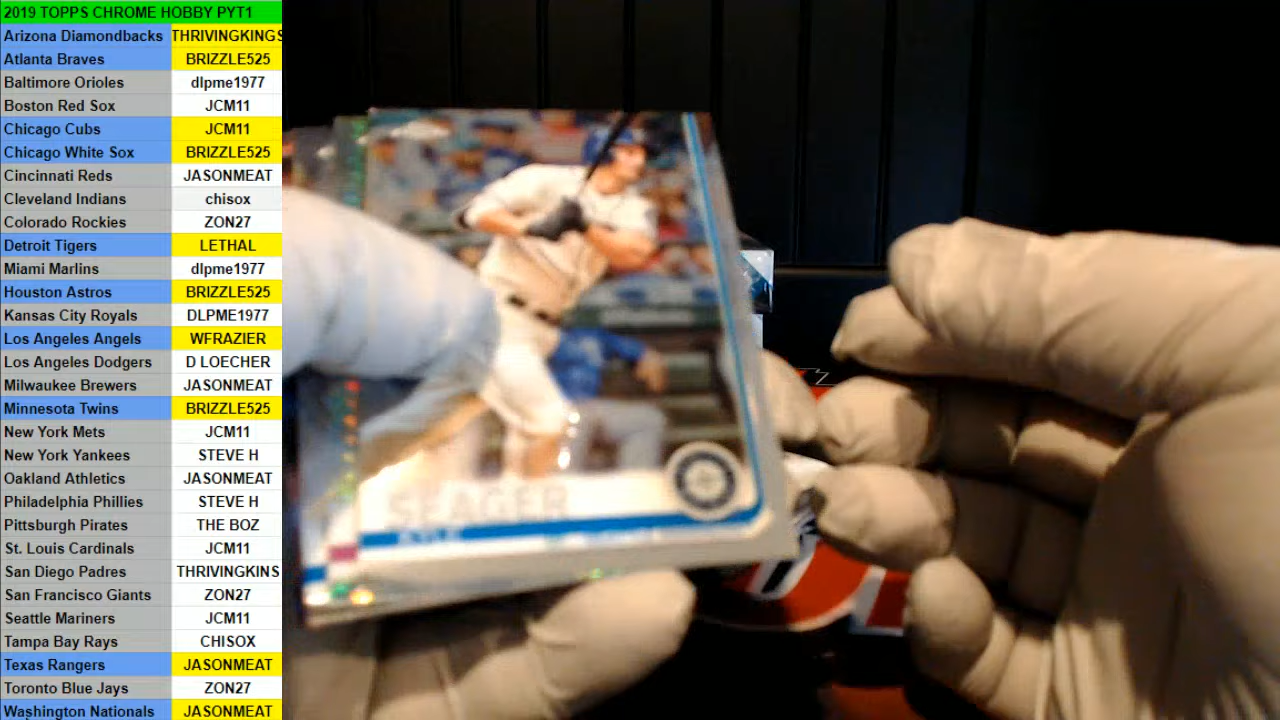 2019 TOPPS CHROME HOBBY PYT1
Arizona Diamondbacks THRIVINGKINGS
Atlanta Braves BRIZZLE525
Baltimore Orioles dlpme1977
Boston Red Sox JCM11
Chicago Cubs JCM11
Chicago White Sox BRIZZLE525
Cincinnati Reds JASONMEAT
Cleveland Indians chisox
Colorado Rockies ZON27
Detroit Tigers LETHAL
Miami Marlins dlpme1977
Houston Astros BRIZZLE525
Kansas City Royals DLPME1977
Los Angeles Angels WFRAZIER
Los Angeles Dodgers D LOECHER
Milwaukee Brewers JASONMEAT
Minnesota Twins BRIZZLE525
New York Mets JCM11
New York Yankees STEVE H
Oakland Athletics JASONMEAT
Philadelphia Phillies STEVE H
Pittsburgh Pirates THE BOZ
St. Louis Cardinals JCM11
San Diego Padres THRIVINGKINS
San Francisco Giants ZON27
Seattle Mariners JCM11
Tampa Bay Rays CHISOX
Texas Rangers JASONMEAT
Toronto Blue Jays ZON27
Washington Nationals JASONMEAT
SEAGER
KYLE